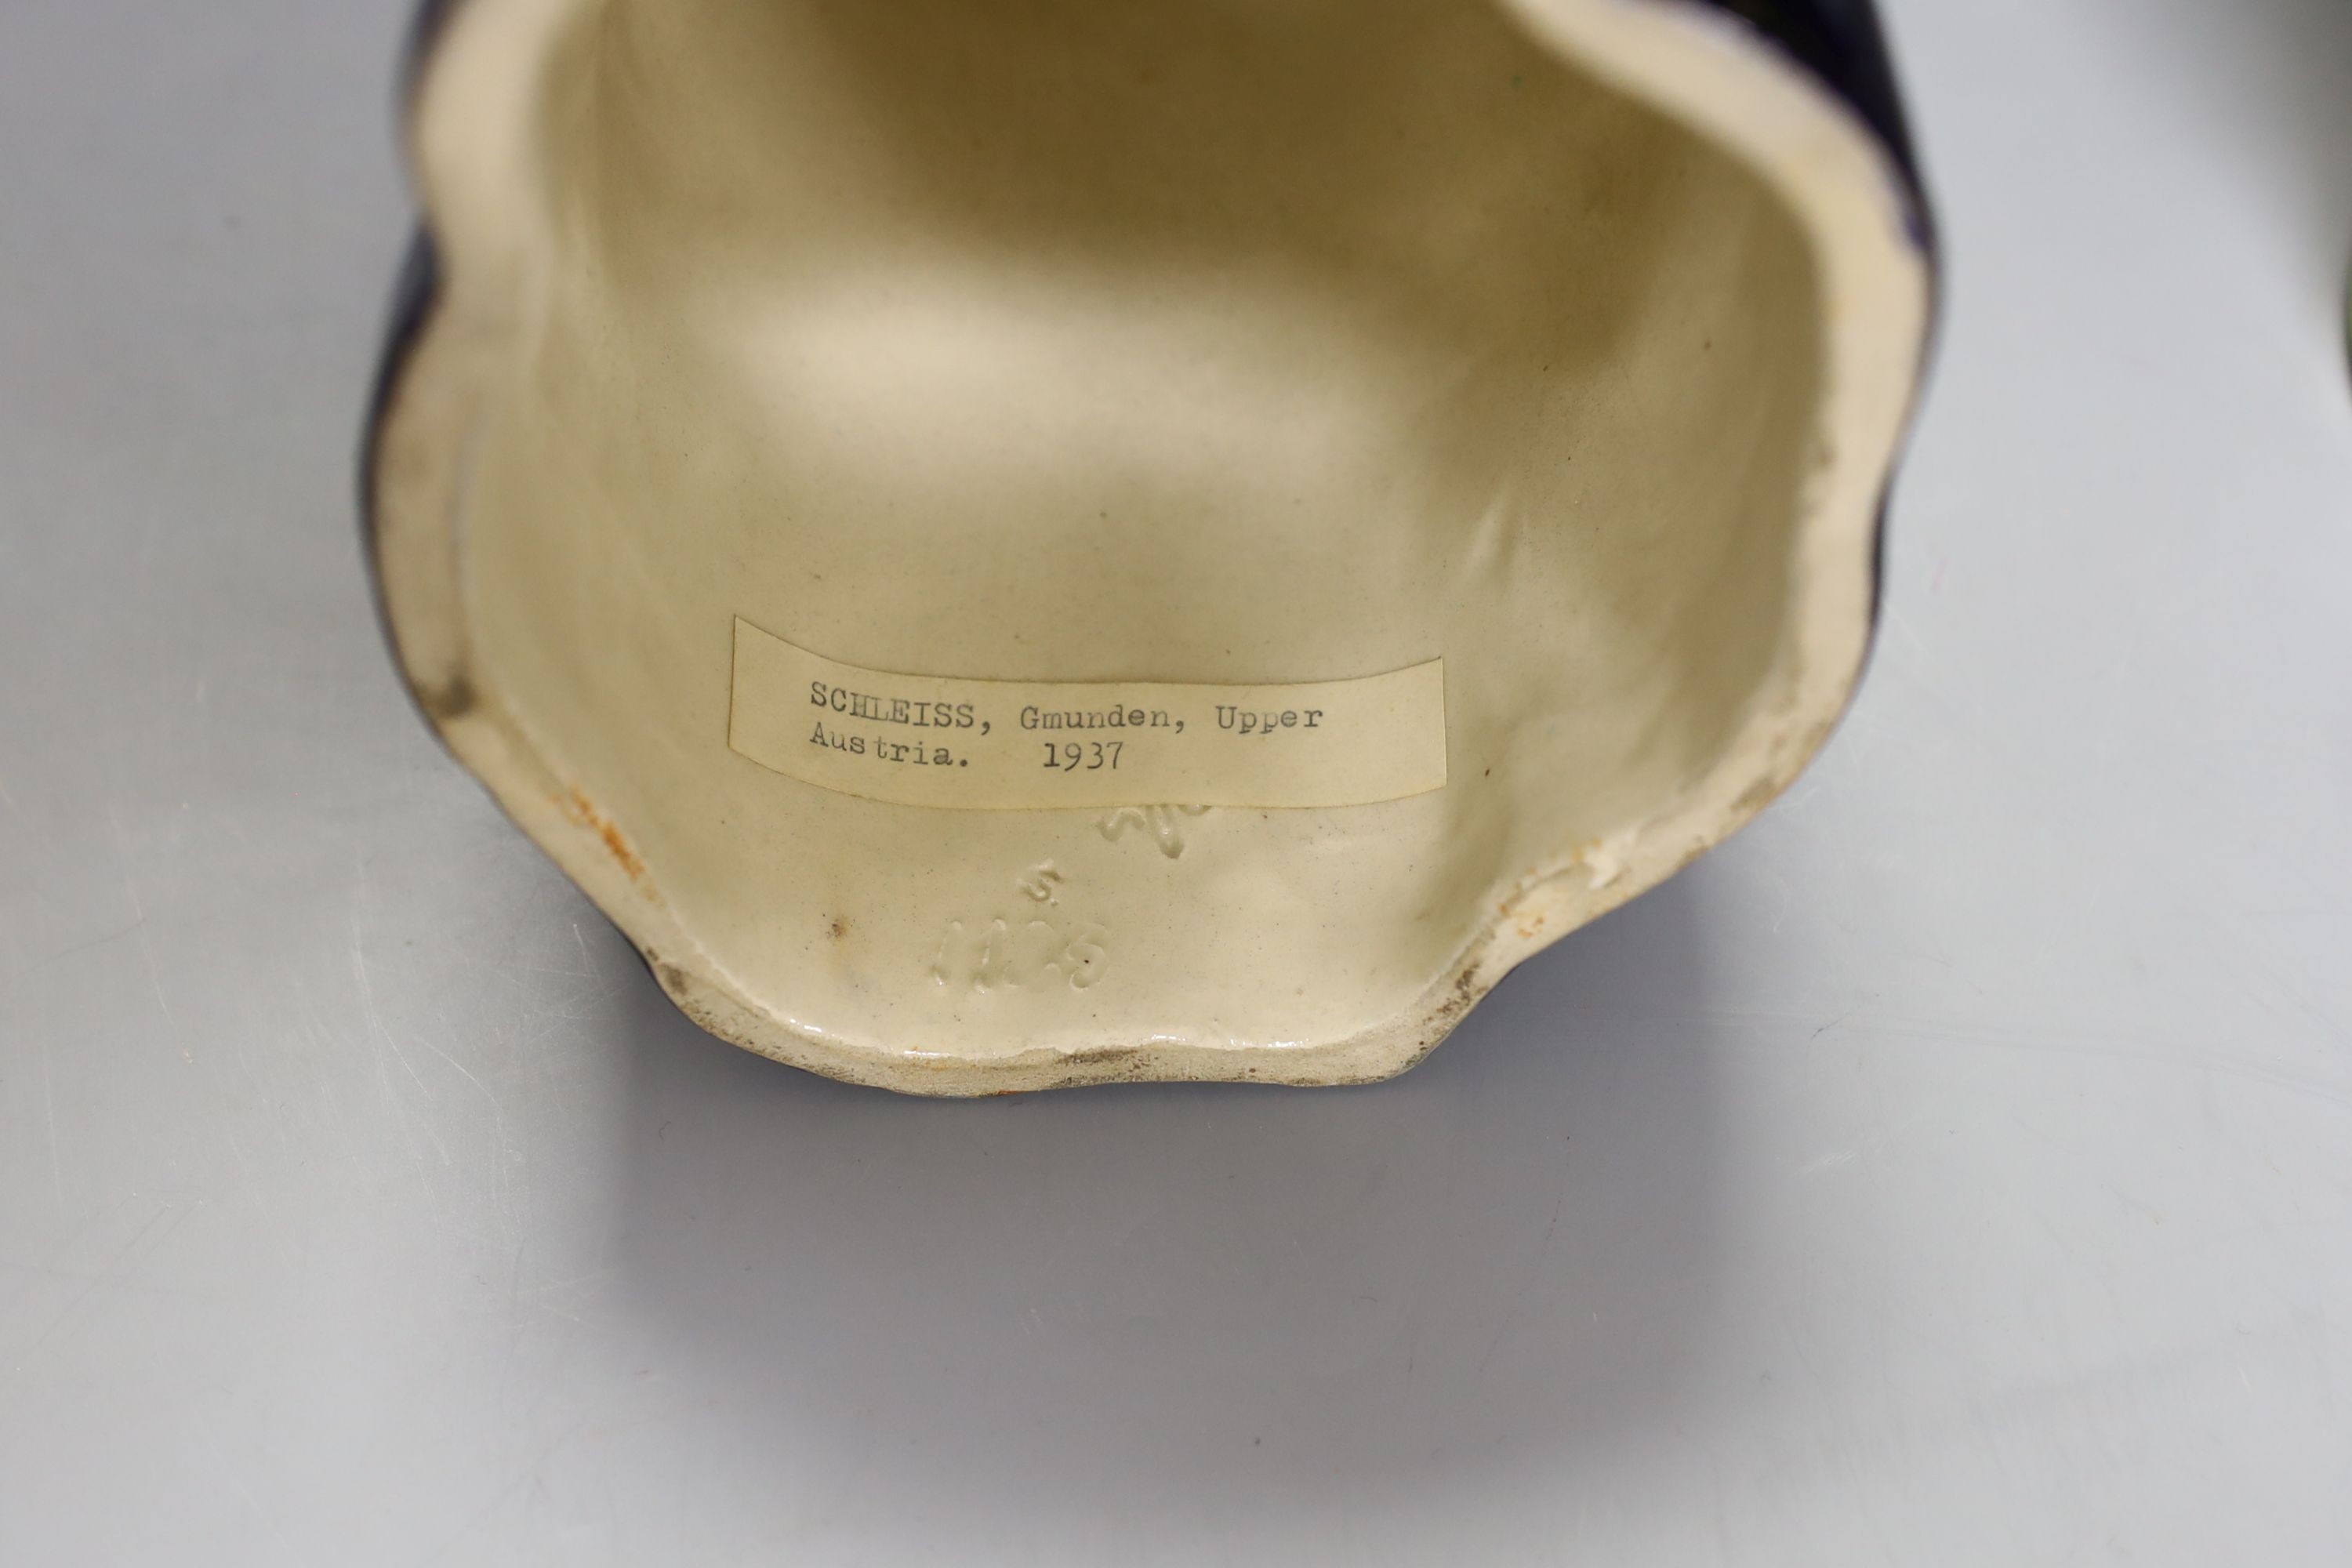 SCHLEISS, Gmunden, Upper
Austria. 1937
S.